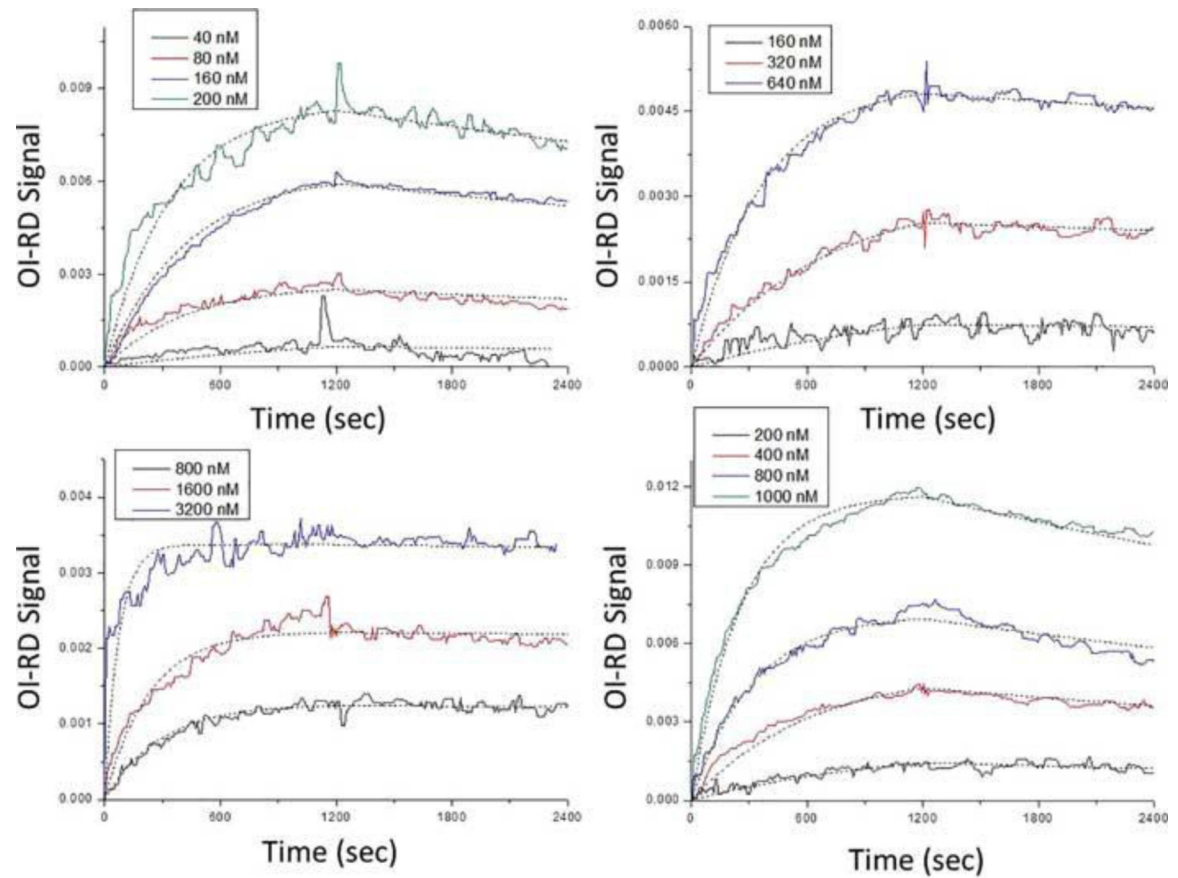 40 nM
80 nM
160 nM
200 nM
0.009
0.006
0.003
0.000
OI-RD Signal
0
600
1200
1800
2400
Time (sec)
160 nM
320 nM
640 nM
0.0060
0.0045
0.0030
0.0015
0.0000
OI-RD Signal
0
600
1200
1800
2400
Time (sec)
800 nM
1600 nM
3200 nM
0.004
0.003
0.002
0.001
0.000
OI-RD Signal
0
600
1200
1800
2400
Time (sec)
200 nM
400 nM
800 nM
1000 nM
0.012
0.009
0.006
0.003
0.000
OI-RD Signal
0
600
1200
1800
2400
Time (sec)